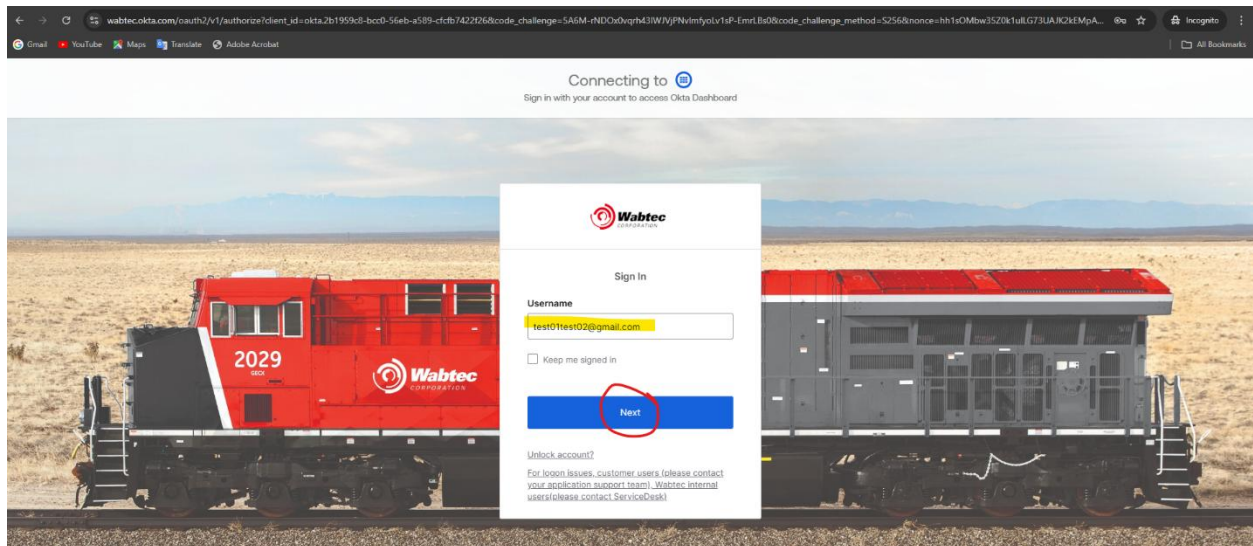 wabtec.okta.com/oauth2/v1/authorize?client_id=okta.2b1959c8-bcc0-56eb-a589-cfcfb7422f26&code_challenge=5A6M-rNDOx0vqrh43IWJVjPNvImfyoLv1sP-EmrLBs0&code_challenge_method=S256&nonce=hh1sOMbw35Z0k1ulLG73UAJK2kEMpA... Incognito
Gmail YouTube Maps Translate Adobe Acrobat All Bookmarks
Connecting to
Sign in with your account to access Okta Dashboard
Wabtec
CORPORATION
Sign In
Username
test01test02@gmail.com
Keep me signed in
Next
Unlock account?
For logon issues, customer users (please contact
your application support team), Wabtec internal
users(please contact ServiceDesk)
2029
Wabtec
CORPORATION